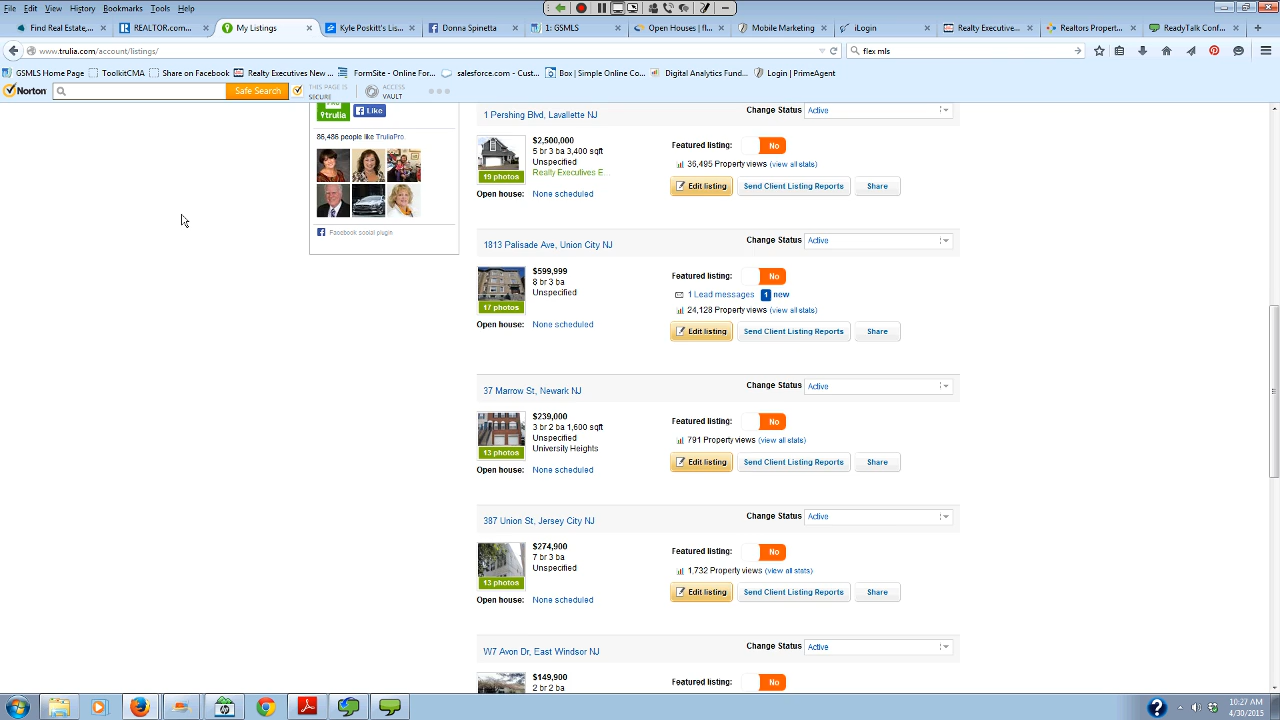 File Edit View History Bookmarks Tools Help
Find Real Estate,...
REALTOR.com...
My Listings
Kyle Poskitt's Lis...
Donna Spinetta
1: GSMLS
Open Houses | fl...
Mobile Marketing
iLogin
Realty Executives...
Realtors Property...
ReadyTalk Conf...
www.trulia.com/account/listings/
flex mls
GSMLS Home Page
ToolkitCMA
Share on Facebook
Realty Executives New ...
FormSite - Online For...
salesforce.com - Cust...
Box | Simple Online Co...
Digital Analytics Fund...
Login | PrimeAgent
Norton
Safe Search
THIS PAGE IS
SECURE
ACCESS
VAULT
trulia
Like
86,486 people like TruliaPro.
Facebook social plugin
1 Pershing Blvd, Lavallette NJ
Change Status Active
19 photos
$2,500,000
5 br 3 ba 3,400 sqft
Unspecified
Realty Executives E...
Open house: None scheduled
Featured listing: No
36,495 Property views (view all stats)
Edit listing
Send Client Listing Reports
Share
1813 Palisade Ave, Union City NJ
Change Status Active
17 photos
$599,999
8 br 3 ba
Unspecified
Open house: None scheduled
Featured listing: No
1 Lead messages 1 new
24,128 Property views (view all stats)
Edit listing
Send Client Listing Reports
Share
37 Marrow St, Newark NJ
Change Status Active
13 photos
$239,000
3 br 2 ba 1,600 sqft
Unspecified
University Heights
Open house: None scheduled
Featured listing: No
791 Property views (view all stats)
Edit listing
Send Client Listing Reports
Share
387 Union St, Jersey City NJ
Change Status Active
13 photos
$274,900
7 br 3 ba
Unspecified
Open house: None scheduled
Featured listing: No
1,732 Property views (view all stats)
Edit listing
Send Client Listing Reports
Share
W7 Avon Dr, East Windsor NJ
Change Status Active
$149,900
2 br 2 ba
Featured listing: No
10:27 AM
4/30/2015